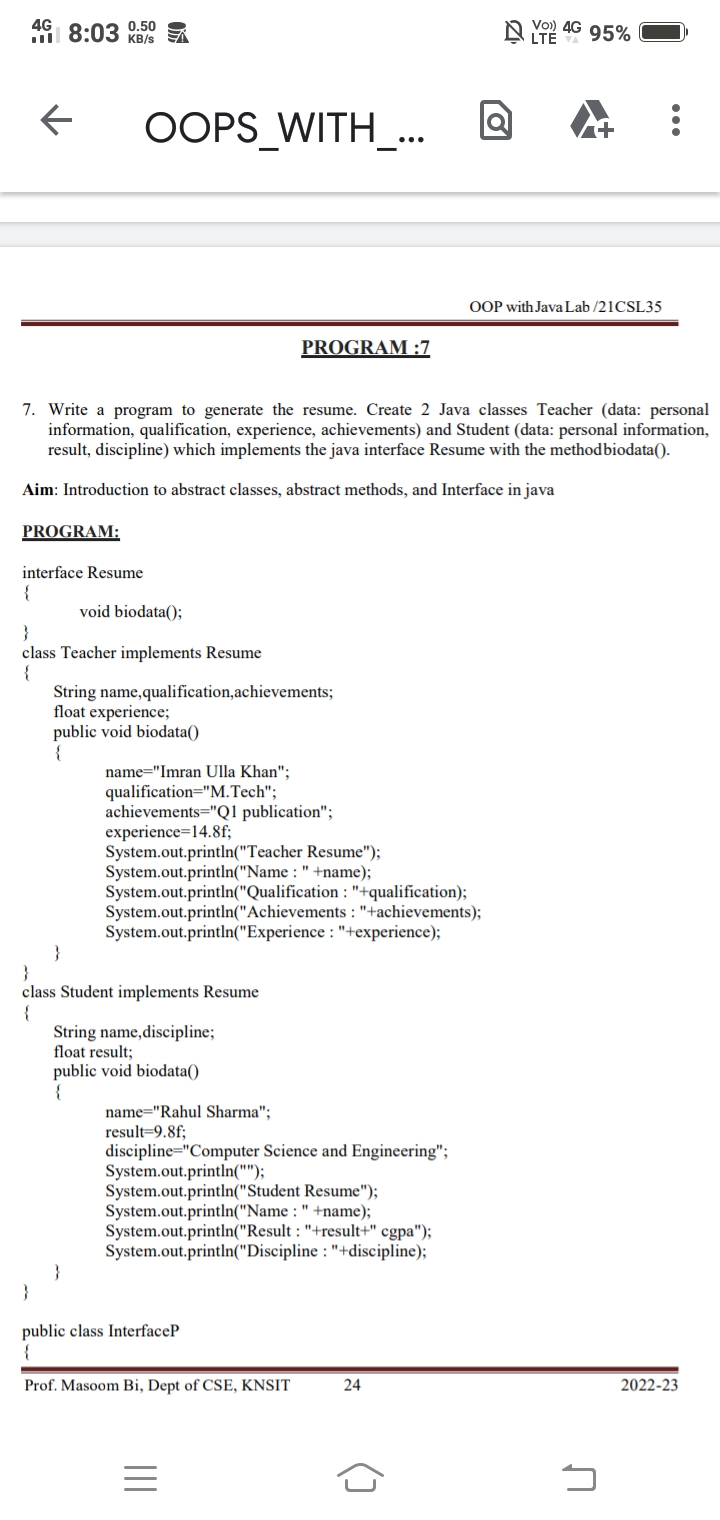 4G 8:03 0.50 KB/s Vo)) LTE 4G 95%
OOPS_WITH_...
OOP with Java Lab /21CSL35
PROGRAM :7
7. Write a program to generate the resume. Create 2 Java classes Teacher (data: personal
information, qualification, experience, achievements) and Student (data: personal information,
result, discipline) which implements the java interface Resume with the methodbiodata().
Aim: Introduction to abstract classes, abstract methods, and Interface in java
PROGRAM:
interface Resume
{
void biodata();
}
class Teacher implements Resume
{
String name,qualification,achievements;
float experience;
public void biodata()
{
name="Imran Ulla Khan";
qualification="M.Tech";
achievements="Q1 publication";
experience=14.8f;
System.out.println("Teacher Resume");
System.out.println("Name : " +name);
System.out.println("Qualification : "+qualification);
System.out.println("Achievements : "+achievements);
System.out.println("Experience : "+experience);
}
}
class Student implements Resume
{
String name,discipline;
float result;
public void biodata()
{
name="Rahul Sharma";
result=9.8f;
discipline="Computer Science and Engineering";
System.out.println("");
System.out.println("Student Resume");
System.out.println("Name : " +name);
System.out.println("Result : "+result+" cgpa");
System.out.println("Discipline : "+discipline);
}
}
public class InterfaceP
{
Prof. Masoom Bi, Dept of CSE, KNSIT 24 2022-23